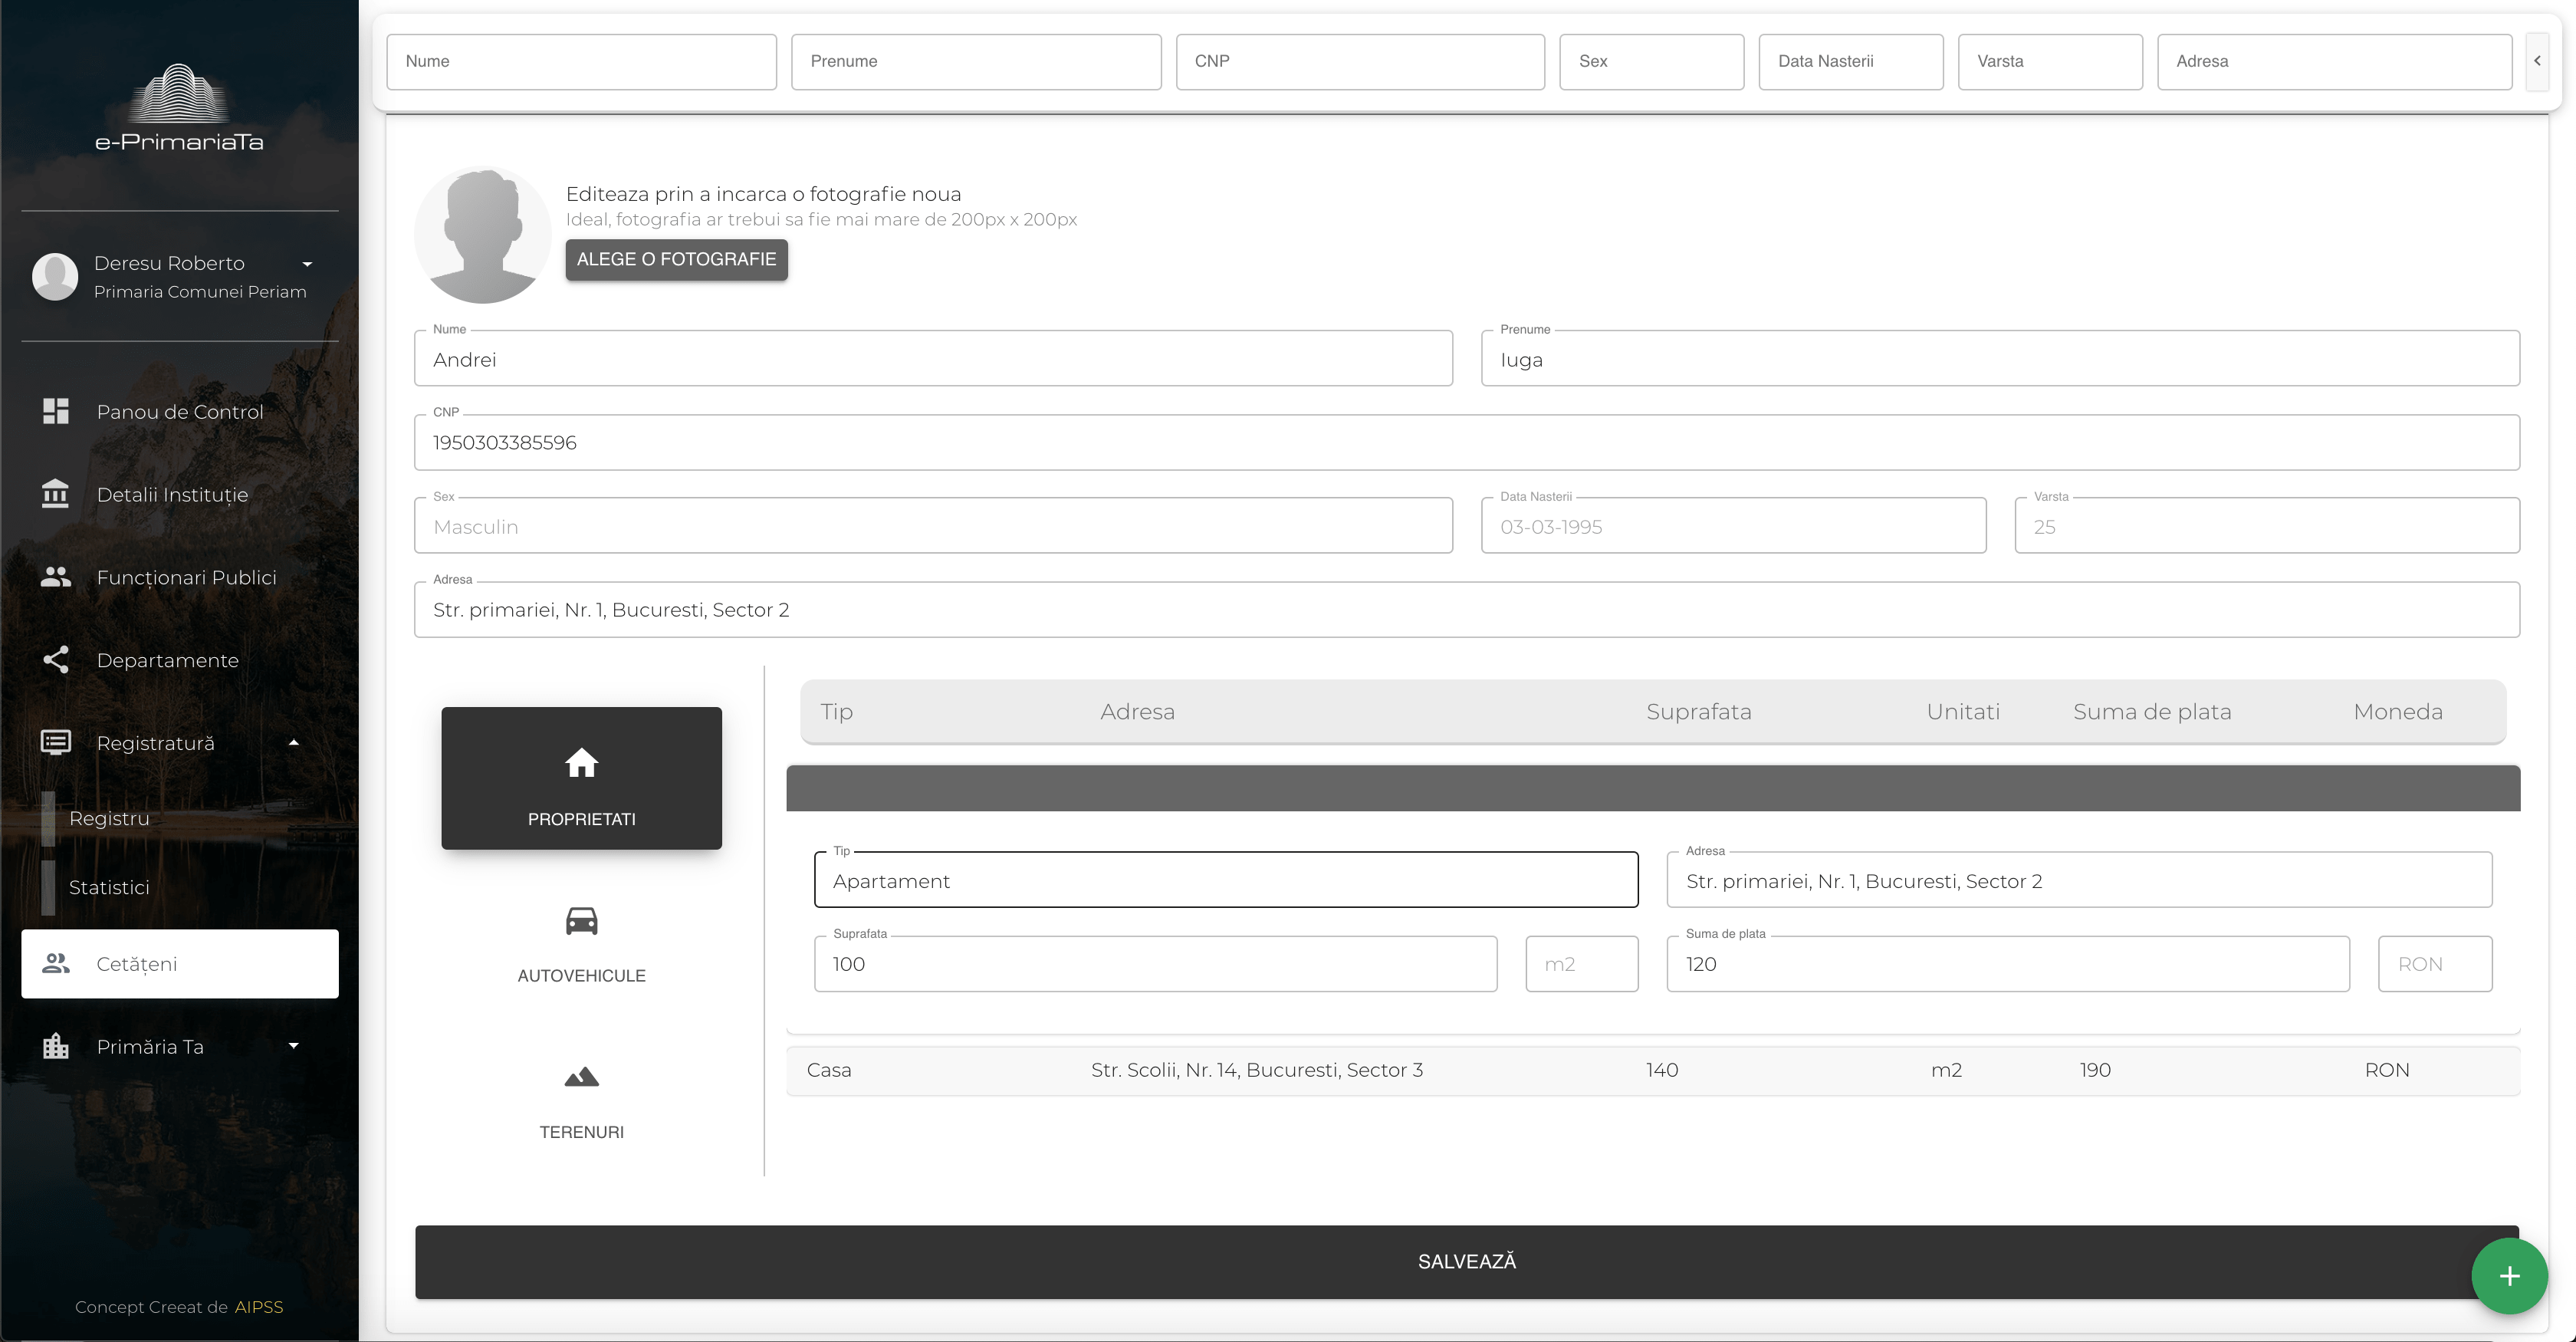 e-PrimariaTa
Deresu Roberto
Primaria Comunei Periam
Panou de Control
Detalii Instituție
Funcționari Publici
Departamente
Registratură
Registru
Statistici
Cetățeni
Primăria Ta
Concept Creeat de AIPSS
Nume Prenume CNP Sex Data Nasterii Varsta Adresa
Editeaza prin a incarca o fotografie noua
Ideal, fotografia ar trebui sa fie mai mare de 200px x 200px
ALEGE O FOTOGRAFIE
Nume Prenume
Andrei Iuga
CNP
1950303385596
Sex Data Nasterii Varsta
Masculin 03-03-1995 25
Adresa
Str. primariei, Nr. 1, Bucuresti, Sector 2
PROPRIETATI
AUTOVEHICULE
TERENURI
Tip Adresa Suprafata Unitati Suma de plata Moneda
Tip Adresa
Apartament Str. primariei, Nr. 1, Bucuresti, Sector 2
Suprafata Suma de plata
100 m2 120 RON
Casa Str. Scolii, Nr. 14, Bucuresti, Sector 3 140 m2 190 RON
SALVEAZĂ